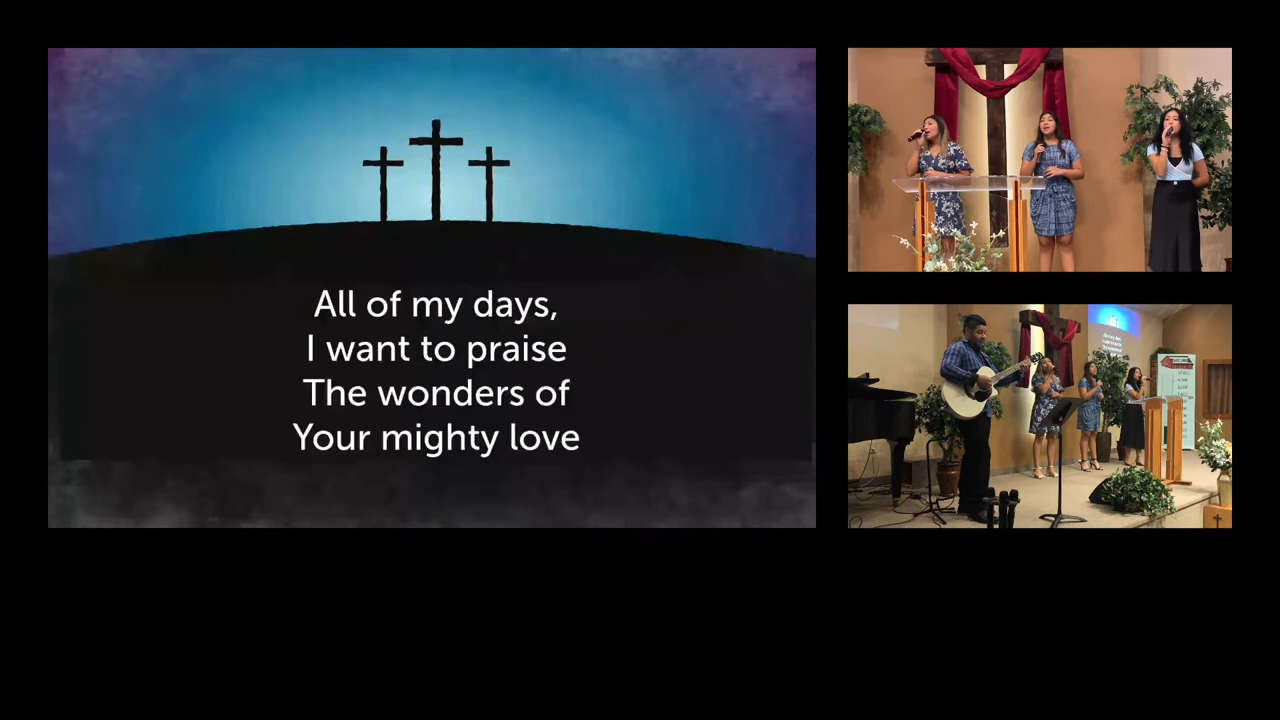 All of my days,
I want to praise
The wonders of
Your mighty love